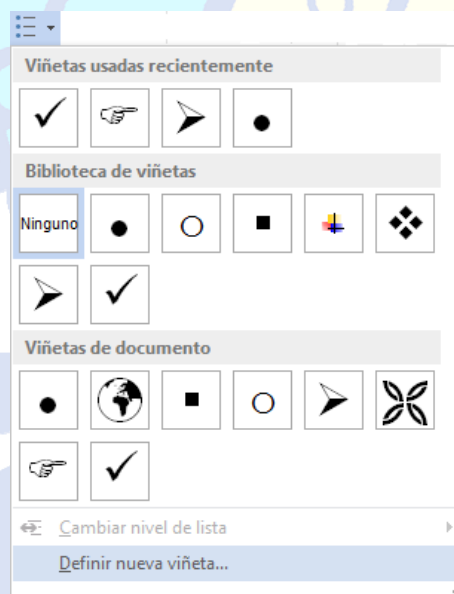 Viñetas usadas recientemente
Biblioteca de viñetas
Ninguno
Viñetas de documento
Cambiar nivel de lista
Definir nueva viñeta...